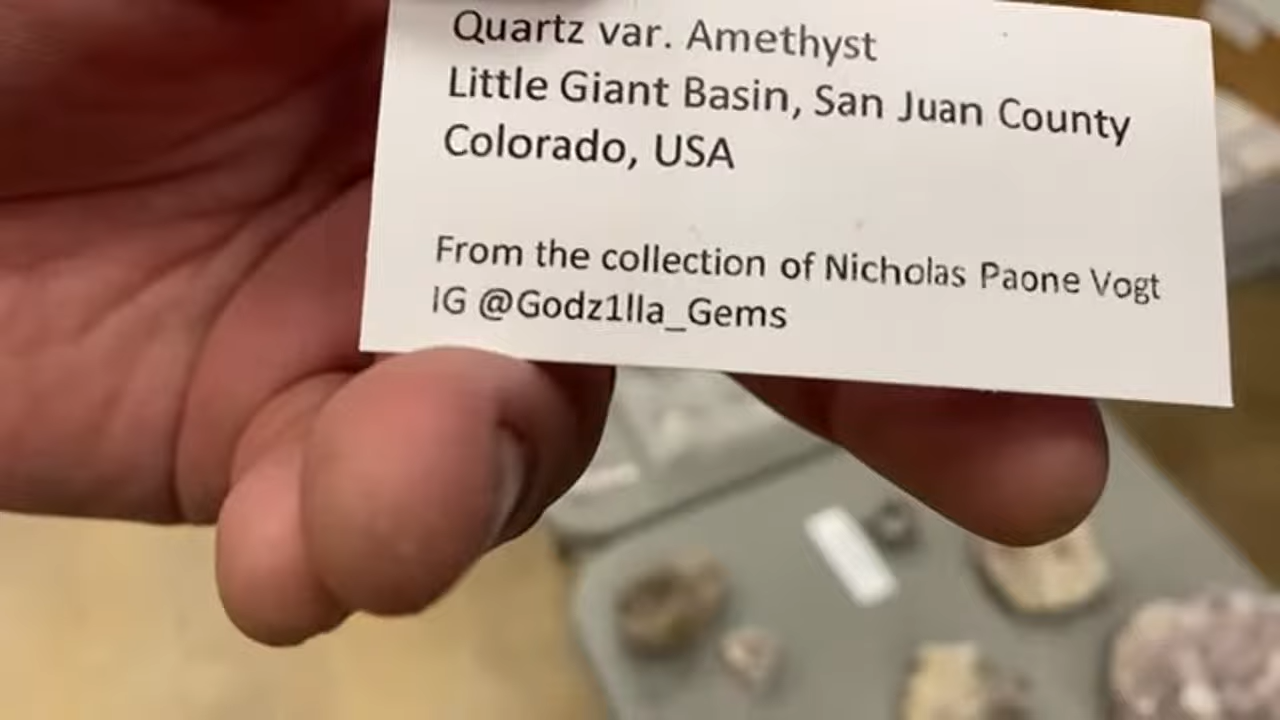 Quartz var. Amethyst
Little Giant Basin, San Juan County
Colorado, USA
From the collection of Nicholas Paone Vogt
IG @Godz1lla_Gems